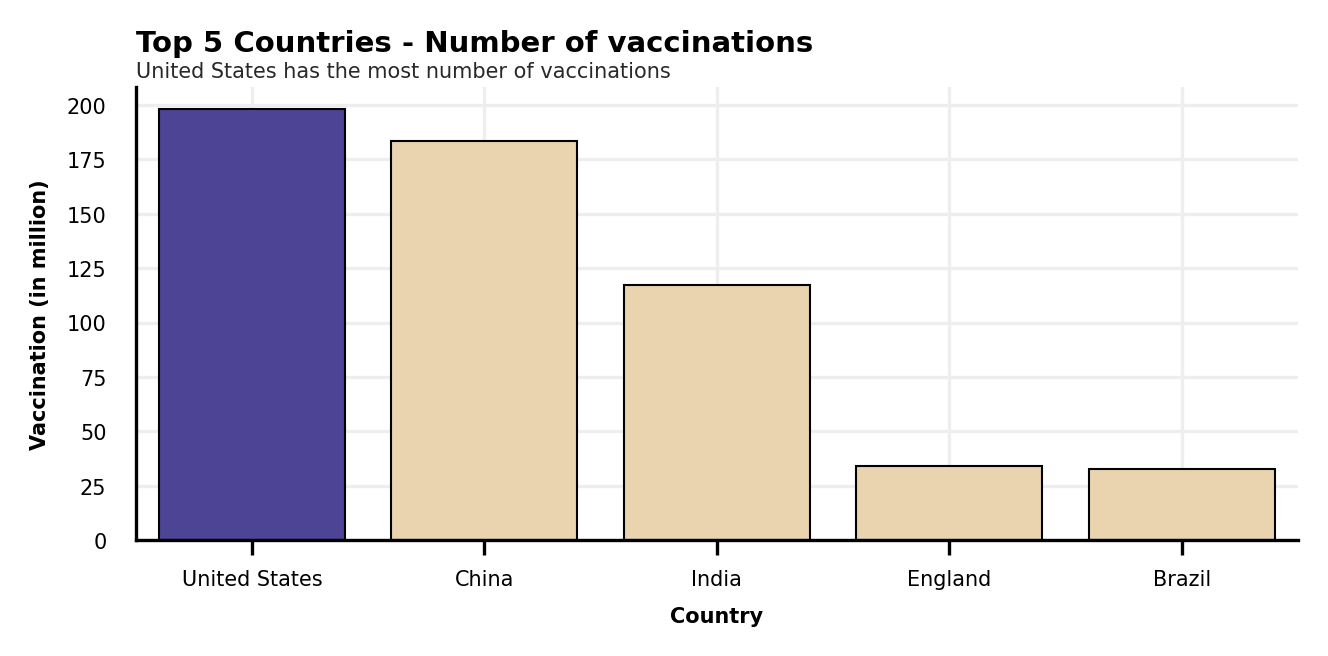 Top 5 Countries - Number of vaccinations
United States has the most number of vaccinations
Vaccination (in million)
200
175
150
125
100
75
50
25
0
United States China India England Brazil
Country